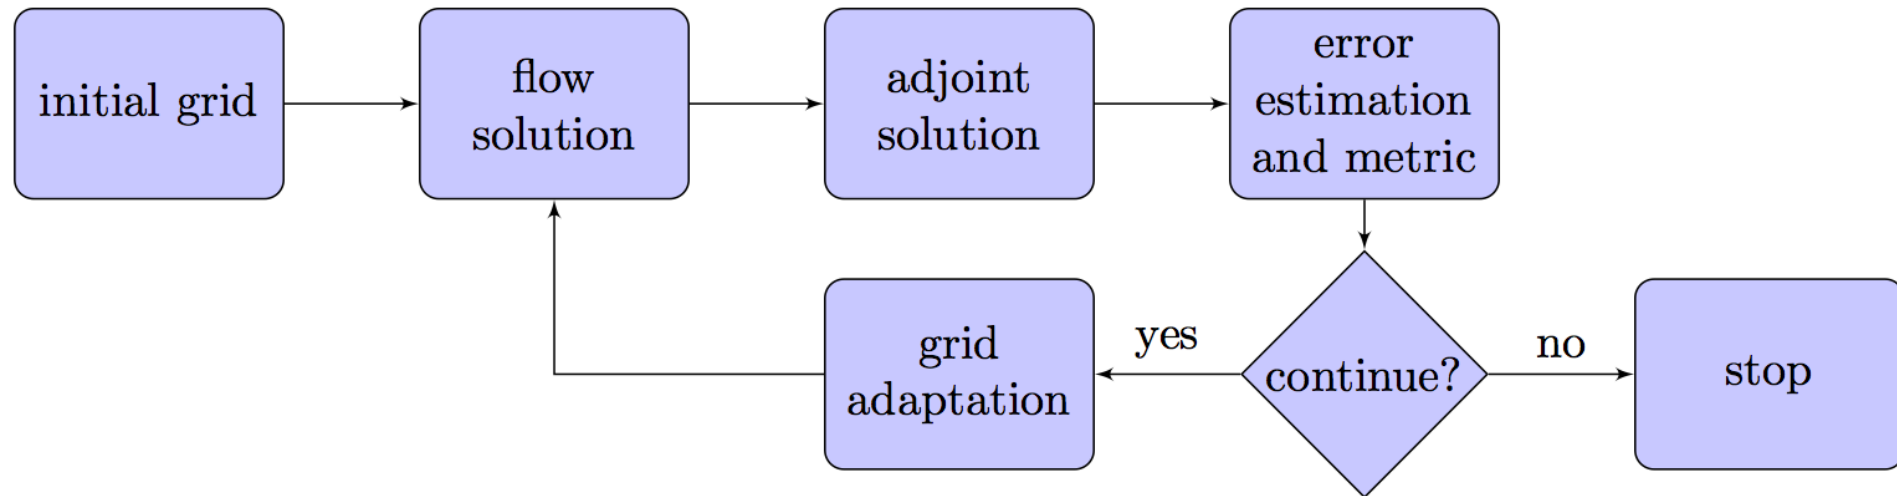 initial grid
flow
solution
adjoint
solution
error
estimation
and metric
continue?
yes
grid
adaptation
no
stop